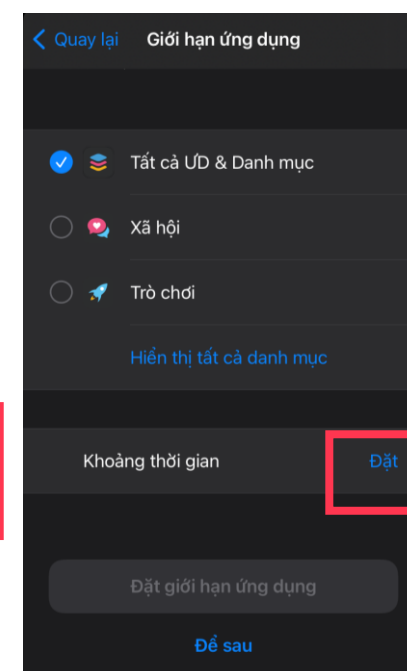 Quay lại Giới hạn ứng dụng
Tất cả ƯD & Danh mục
Xã hội
Trò chơi
Hiển thị tất cả danh mục
Khoảng thời gian Đặt
Đặt giới hạn ứng dụng
Để sau